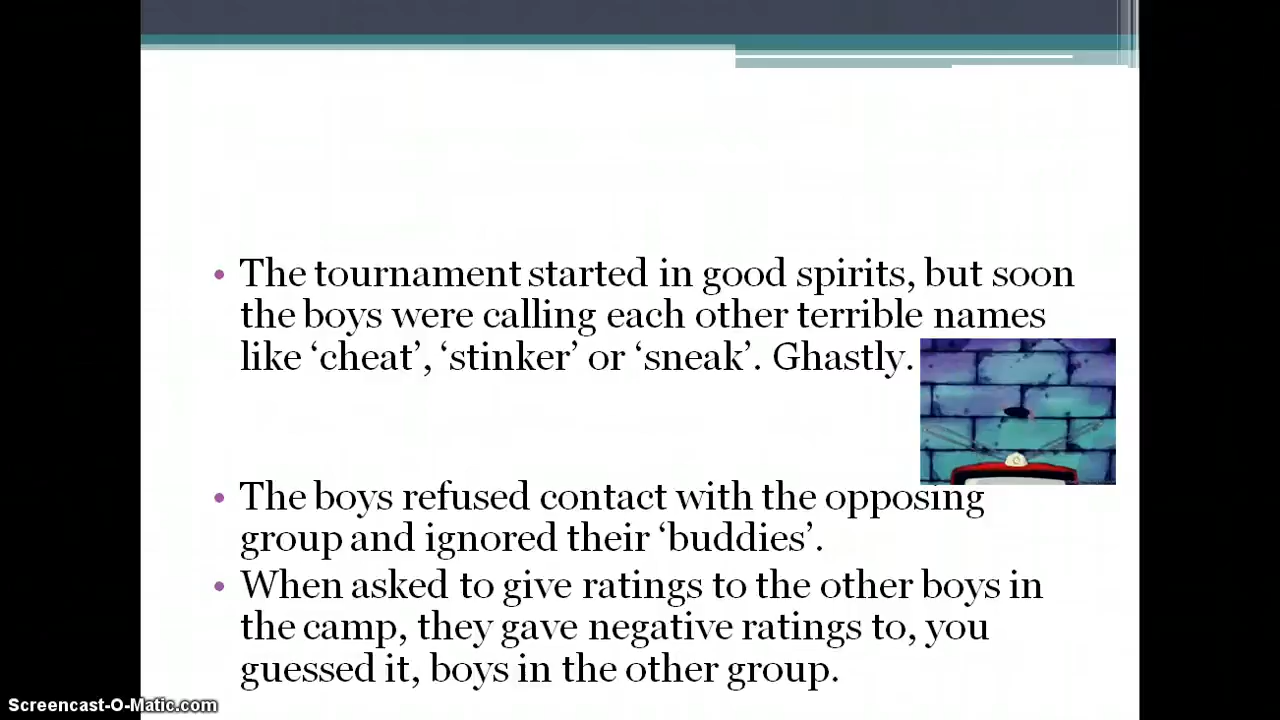 • The tournament started in good spirits, but soon
the boys were calling each other terrible names
like ‘cheat’, ‘stinker’ or ‘sneak’. Ghastly.
• The boys refused contact with the opposing
group and ignored their ‘buddies’.
• When asked to give ratings to the other boys in
the camp, they gave negative ratings to, you
guessed it, boys in the other group.
Screencast-O-Matic.com